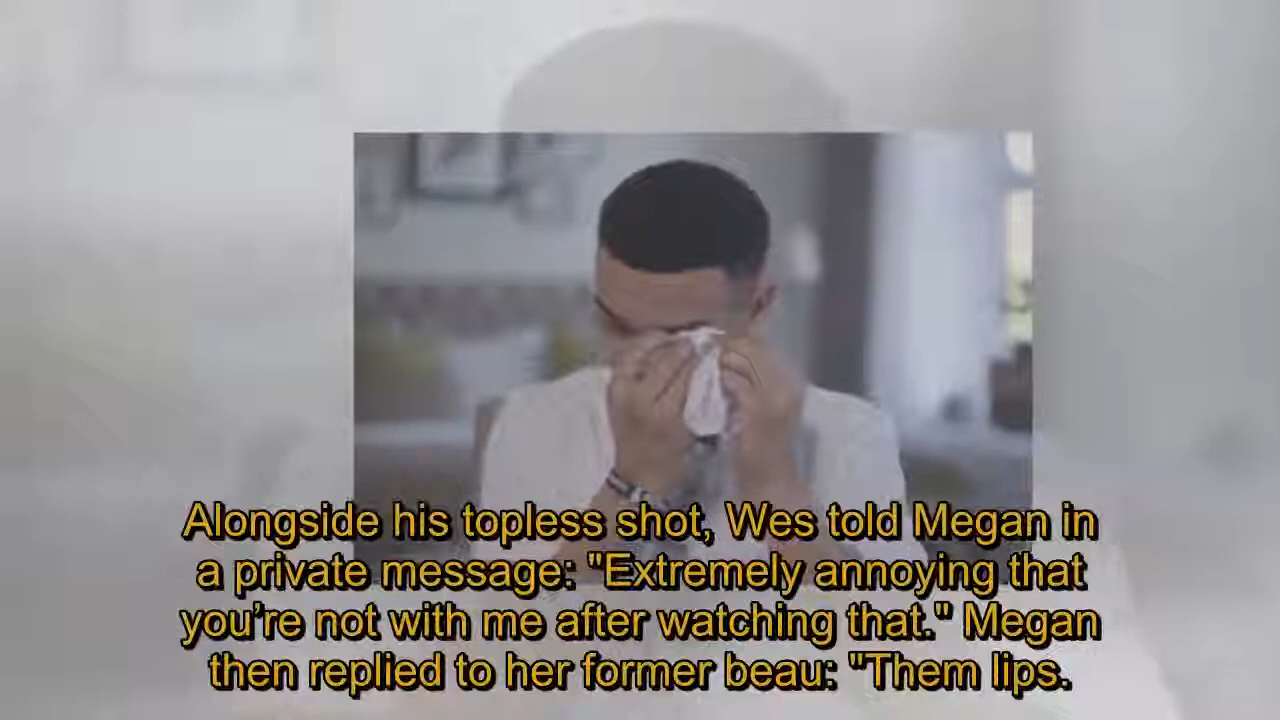 Alongside his topless shot, Wes told Megan in
a private message: "Extremely annoying that
you’re not with me after watching that." Megan
then replied to her former beau: "Them lips.